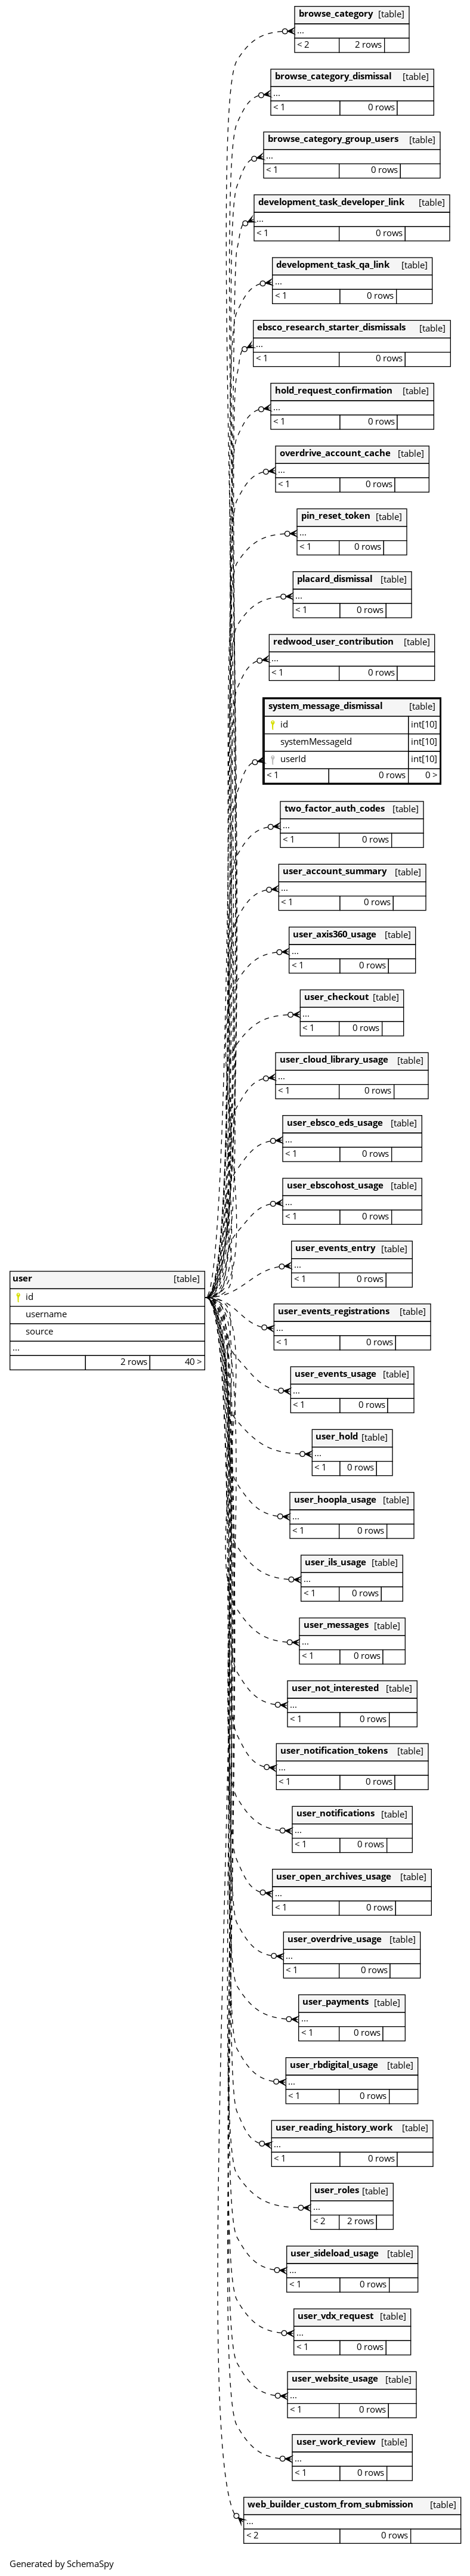 browse_category [table]
...
< 2 2 rows
browse_category_dismissal [table]
...
< 1 0 rows
browse_category_group_users [table]
...
< 1 0 rows
development_task_developer_link [table]
...
< 1 0 rows
development_task_qa_link [table]
...
< 1 0 rows
ebsco_research_starter_dismissals [table]
...
< 1 0 rows
hold_request_confirmation [table]
...
< 1 0 rows
overdrive_account_cache [table]
...
< 1 0 rows
pin_reset_token [table]
...
< 1 0 rows
placard_dismissal [table]
...
< 1 0 rows
redwood_user_contribution [table]
...
< 1 0 rows
system_message_dismissal [table]
id int[10]
systemMessageId int[10]
userId int[10]
< 1 0 rows 0 >
two_factor_auth_codes [table]
...
< 1 0 rows
user_account_summary [table]
...
< 1 0 rows
user_axis360_usage [table]
...
< 1 0 rows
user_checkout [table]
...
< 1 0 rows
user_cloud_library_usage [table]
...
< 1 0 rows
user_ebsco_eds_usage [table]
...
< 1 0 rows
user_ebscohost_usage [table]
...
< 1 0 rows
user_events_entry [table]
...
< 1 0 rows
user [table]
id
username
source
...
2 rows 40 >
user_events_registrations [table]
...
< 1 0 rows
user_events_usage [table]
...
< 1 0 rows
user_hold [table]
...
< 1 0 rows
user_hoopla_usage [table]
...
< 1 0 rows
user_ils_usage [table]
...
< 1 0 rows
user_messages [table]
...
< 1 0 rows
user_not_interested [table]
...
< 1 0 rows
user_notification_tokens [table]
...
< 1 0 rows
user_notifications [table]
...
< 1 0 rows
user_open_archives_usage [table]
...
< 1 0 rows
user_overdrive_usage [table]
...
< 1 0 rows
user_payments [table]
...
< 1 0 rows
user_rbdigital_usage [table]
...
< 1 0 rows
user_reading_history_work [table]
...
< 1 0 rows
user_roles [table]
...
< 2 2 rows
user_sideload_usage [table]
...
< 1 0 rows
user_vdx_request [table]
...
< 1 0 rows
user_website_usage [table]
...
< 1 0 rows
user_work_review [table]
...
< 1 0 rows
web_builder_custom_from_submission [table]
...
< 2 0 rows
Generated by SchemaSpy